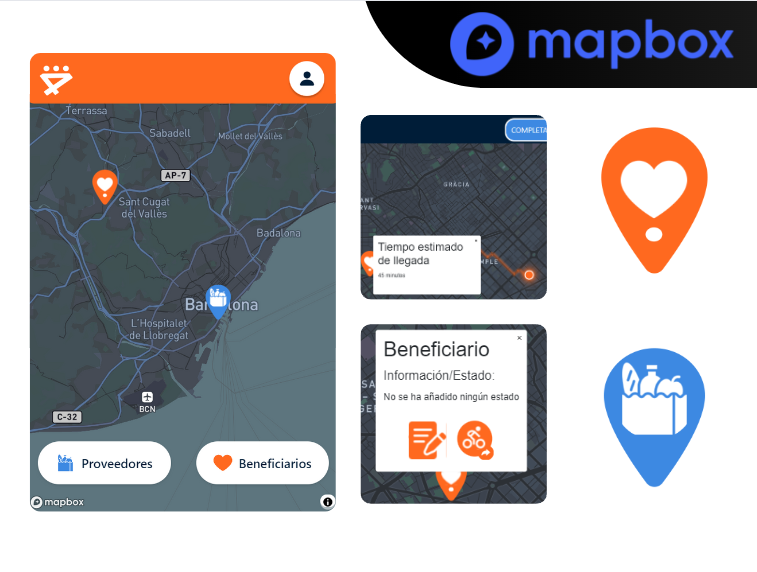 mapbox
Terrassa
Sabadell
Mollet del Vallès
AP-7
Sant Cugat
del Vallès
Badalona
Barcelona
L'Hospitalet
de Llobregat
BCN
C-32
Proveedores
Beneficiarios
mapbox
COMPLETA
GRÀCIA
Tiempo estimado
de llegada
45 minutos
Beneficiario
Información/Estado:
No se ha añadido ningún estado